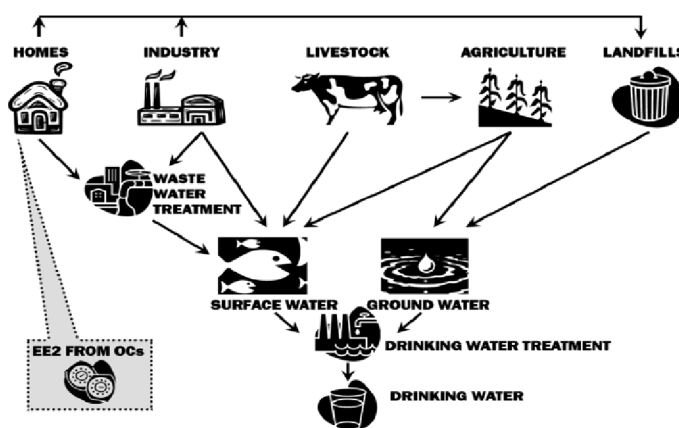 HOMES
INDUSTRY
LIVESTOCK
AGRICULTURE
LANDFILLS
WASTE
WATER
TREATMENT
SURFACE WATER
GROUND WATER
EE2 FROM OCs
DRINKING WATER TREATMENT
DRINKING WATER